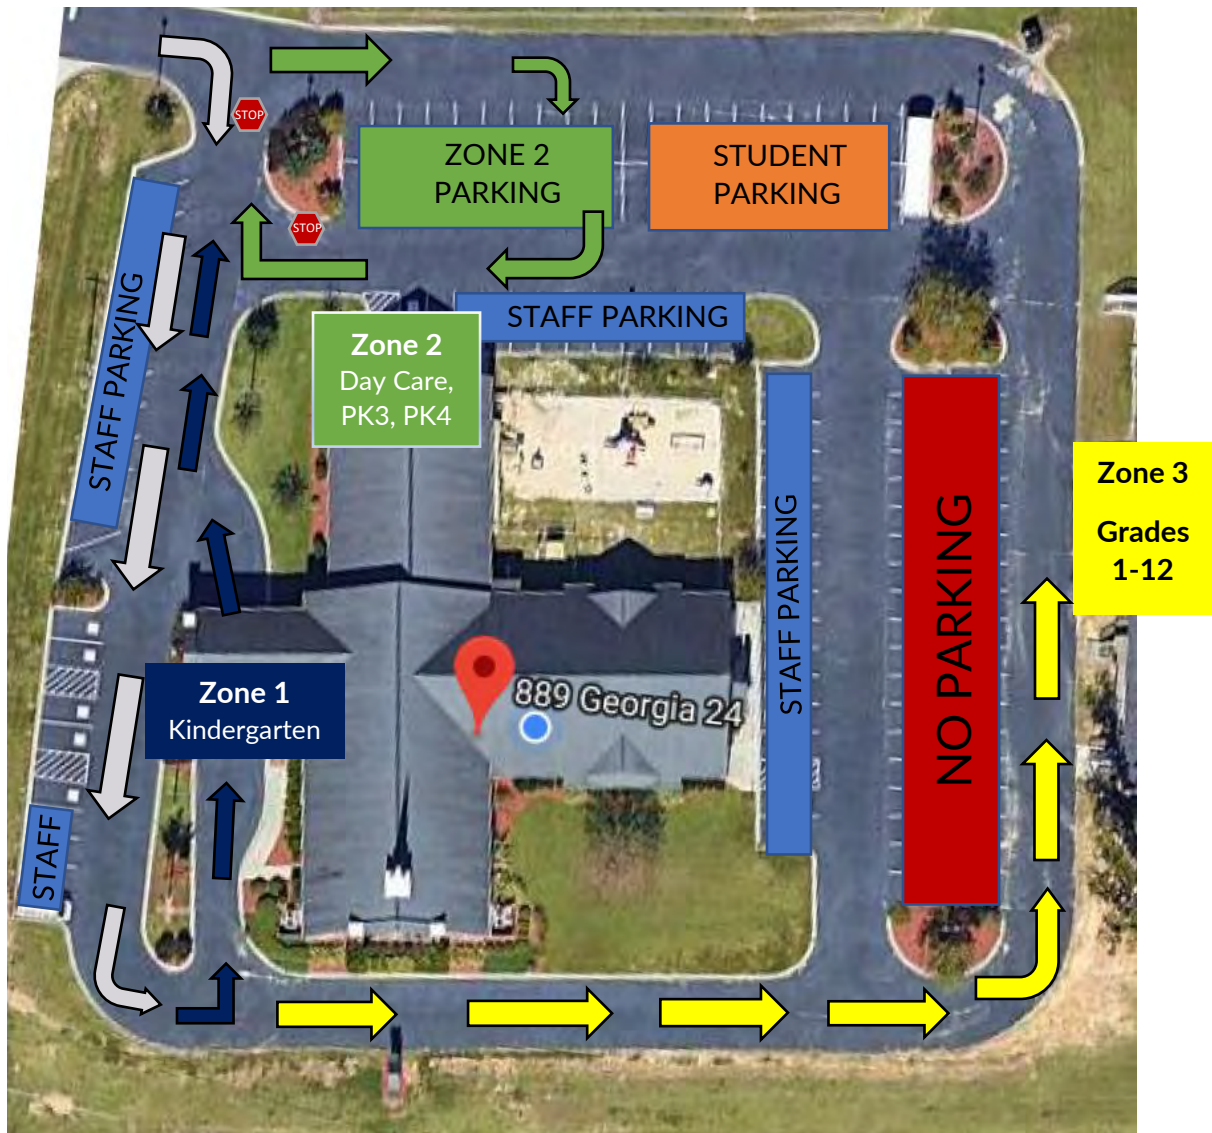 STOP
ZONE 2
PARKING
STUDENT
PARKING
STOP
STAFF PARKING
STAFF PARKING
Zone 2
Day Care,
PK3, PK4
STAFF PARKING
NO PARKING
Zone 3
Grades
1-12
Zone 1
Kindergarten
889 Georgia 24
STAFF